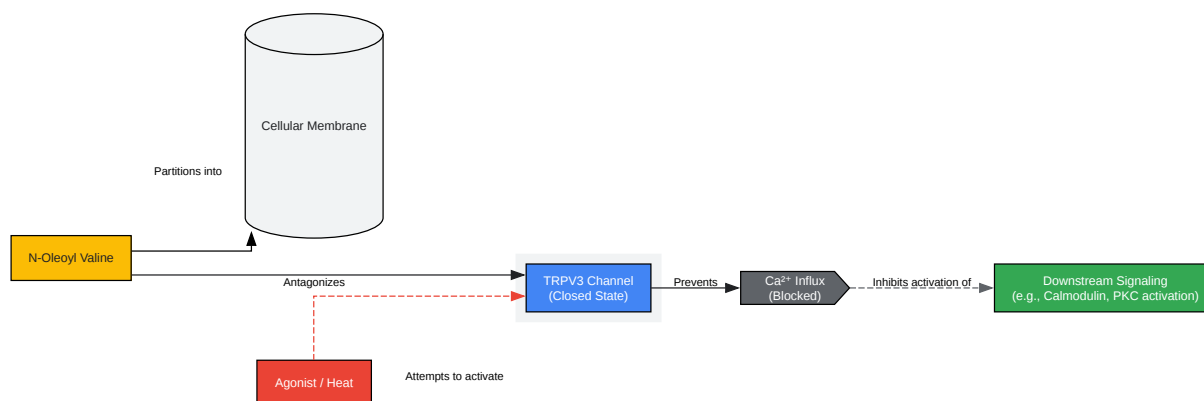 Cellular Membrane
Partitions into
N-Oleoyl Valine
Antagonizes
TRPV3 Channel
(Closed State)
Prevents
Ca²⁺ Influx
(Blocked)
Inhibits activation of
Downstream Signaling
(e.g., Calmodulin, PKC activation)
Agonist / Heat
Attempts to activate